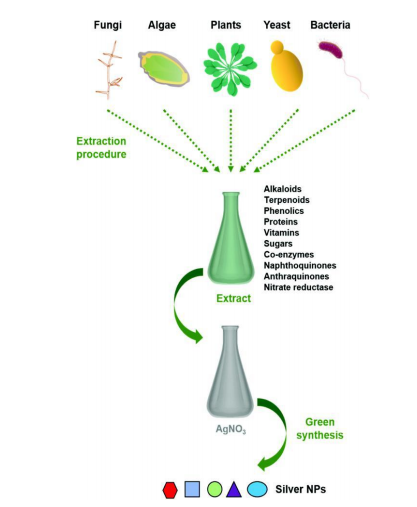 Fungi Algae Plants Yeast Bacteria
Extraction
procedure
Alkaloids
Terpenoids
Phenolics
Proteins
Vitamins
Sugars
Co-enzymes
Naphthoquinones
Anthraquinones
Nitrate reductase
Extract
AgNO₃
Green
synthesis
Silver NPs